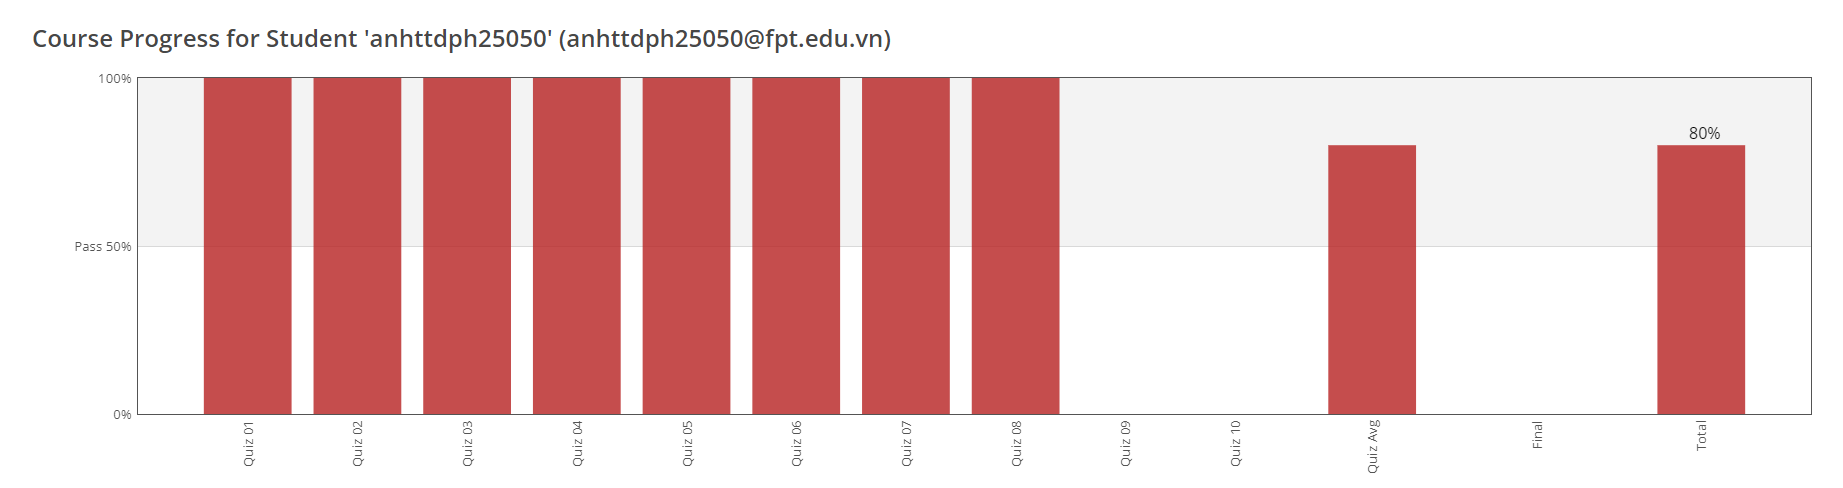 Course Progress for Student 'anhttdph25050' (anhttdph25050@fpt.edu.vn)
100%
80%
Pass 50%
0%
Quiz 01
Quiz 02
Quiz 03
Quiz 04
Quiz 05
Quiz 06
Quiz 07
Quiz 08
Quiz 09
Quiz 10
Quiz Avg
Final
Total